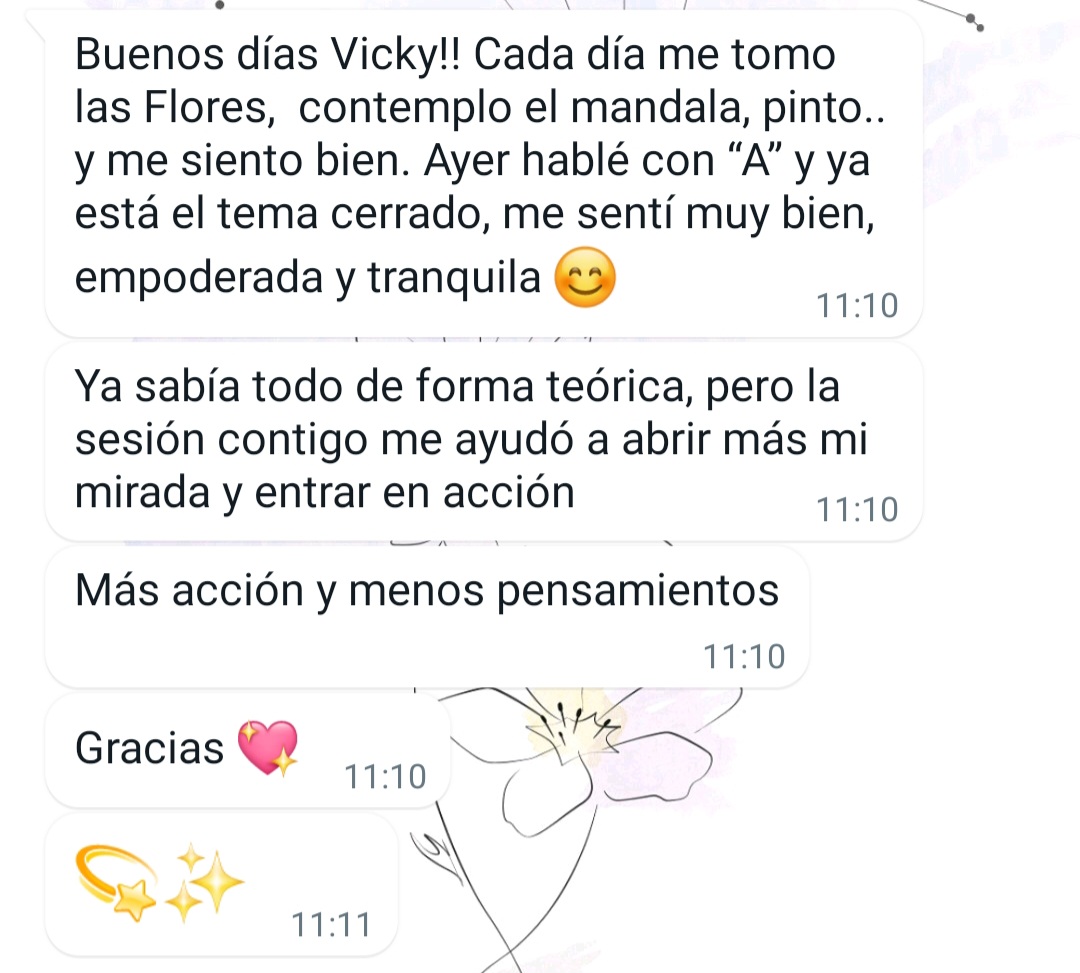 Buenos días Vicky!! Cada día me tomo
las Flores,  contemplo el mandala, pinto..
y me siento bien. Ayer hablé con “A” y ya
está el tema cerrado, me sentí muy bien,
empoderada y tranquila 😊
11:10
Ya sabía todo de forma teórica, pero la
sesión contigo me ayudó a abrir más mi
mirada y entrar en acción
11:10
Más acción y menos pensamientos
11:10
Gracias 💖
11:10
💫✨
11:11